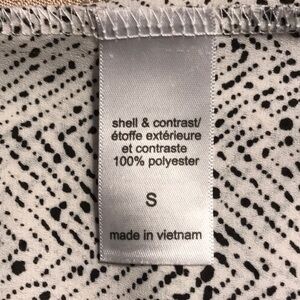 shell & contrast/
étoffe extérieure
et contraste
100% polyester
S
made in vietnam